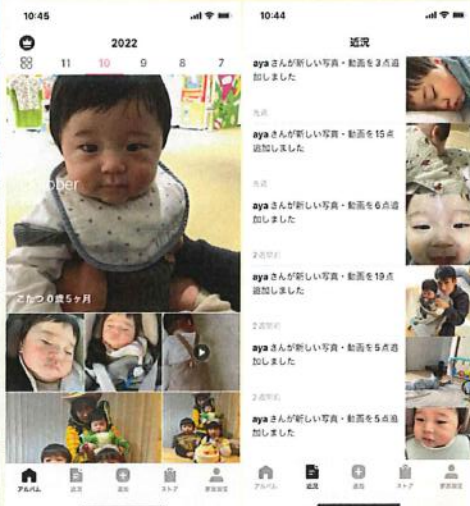 10:45
2022
11 10 9 8 7
こたつ 0歳5ヶ月
アルバム
近況
追加
ストア
家族設定
10:44
近況
ayaさんが新しい写真・動画を3点追
加しました
先週
ayaさんが新しい写真・動画を15点
追加しました
先週
ayaさんが新しい写真・動画を6点追
加しました
2週間前
ayaさんが新しい写真・動画を19点
追加しました
2週間前
ayaさんが新しい写真・動画を5点追
加しました
2週間前
ayaさんが新しい写真・動画を5点追
加しました
アルバム
近況
追加
ストア
家族設定